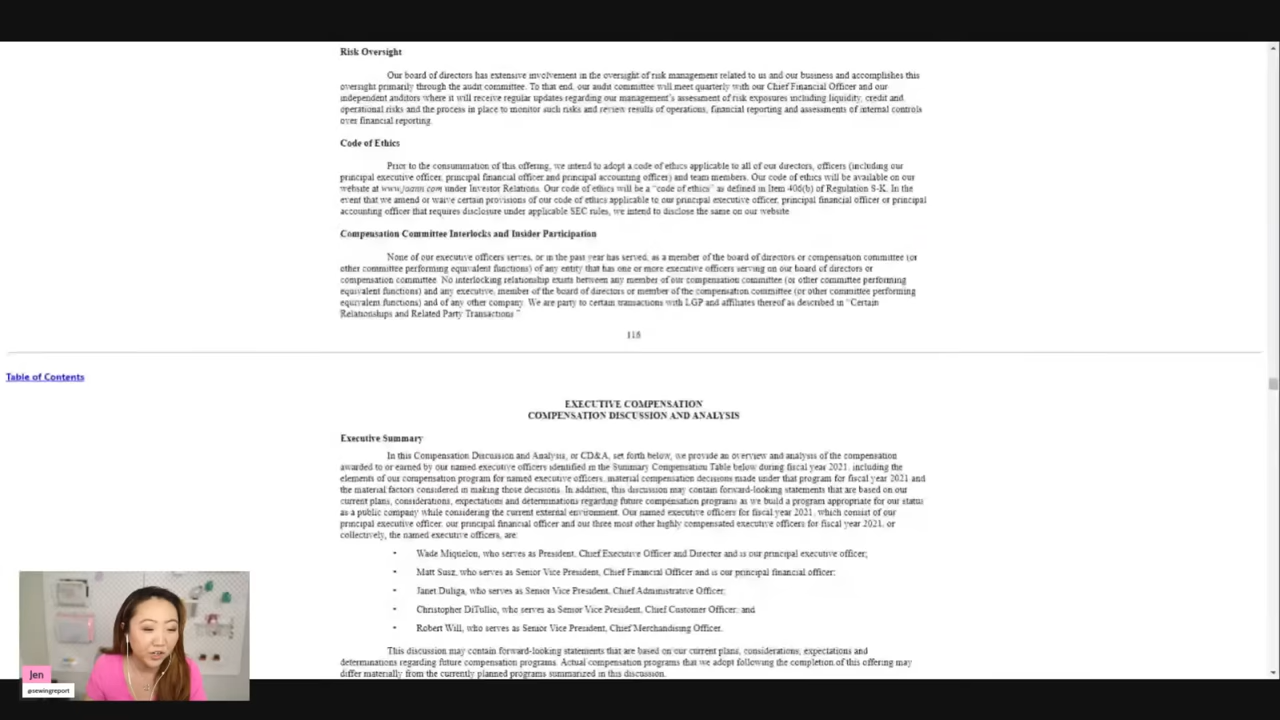 Risk Oversight
Our board of directors has extensive involvement in the oversight of risk management related to us and our business and accomplishes this
oversight primarily through the audit committee. To that end, our audit committee will meet quarterly with our Chief Financial Officer and our
independent auditors where it will receive regular updates regarding our management's assessment of risk exposures including liquidity, credit and
operational risks and the process in place to monitor such risks and review results of operations, financial reporting and assessments of internal controls
over financial reporting.
Code of Ethics
Prior to the consummation of this offering, we intend to adopt a code of ethics applicable to all of our directors, officers (including our
principal executive officer, principal financial officer and principal accounting officer) and team members. Our code of ethics will be available on our
website at www.joann.com under Investor Relations. Our code of ethics will be a "code of ethics" as defined in Item 406(b) of Regulation S-K. In the
event that we amend or waive certain provisions of our code of ethics applicable to our principal executive officer, principal financial officer or principal
accounting officer that requires disclosure under applicable SEC rules, we intend to disclose the same on our website
Compensation Committee Interlocks and Insider Participation
None of our executive officers serves, or in the past year has served, as a member of the board of directors or compensation committee (or
other committee performing equivalent functions) of any entity that has one or more executive officers serving on our board of directors or
compensation committee. No interlocking relationship exists between any member of our compensation committee (or other committee performing
equivalent functions) and any executive, member of the board of directors or member of the compensation committee (or other committee performing
equivalent functions) and of any other company. We are party to certain transactions with LGP and affiliates thereof as described in "Certain
Relationships and Related Party Transactions."
Table of Contents
EXECUTIVE COMPENSATION
COMPENSATION DISCUSSION AND ANALYSIS
Executive Summary
In this Compensation Discussion and Analysis, or CD&A, set forth below, we provide an overview and analysis of the compensation
awarded to or earned by our named executive officers identified in the Summary Compensation Table below during fiscal year 2021, including the
elements of our compensation program for named executive officers, material compensation decisions made under that program for fiscal year 2021 and
the material factors considered in making those decisions. In addition, this discussion may contain forward-looking statements that are based on our
current plans, considerations, expectations and determinations regarding future compensation programs as we build a program appropriate for our status
as a public company while considering the current external environment. Our named executive officers for fiscal year 2021, which consist of our
principal executive officer, our principal financial officer and our three most other highly compensated executive officers for fiscal year 2021, or
collectively, the named executive officers, are
• Wade Miquelon, who serves as President, Chief Executive Officer and Director and is our principal executive officer;
• Matt Susz, who serves as Senior Vice President, Chief Financial Officer and is our principal financial officer;
• Janet Duliga, who serves as Senior Vice President, Chief Administrative Officer;
• Christopher DiTullio, who serves as Senior Vice President, Chief Customer Officer; and
• Robert Will, who serves as Senior Vice President, Chief Merchandising Officer.
This discussion may contain forward-looking statements that are based on our current plans, considerations, expectations and
determinations regarding future compensation programs. Actual compensation programs that we adopt following the completion of this offering may
differ materially from the currently planned programs summarized in this discussion.
Jen
@sewingreport